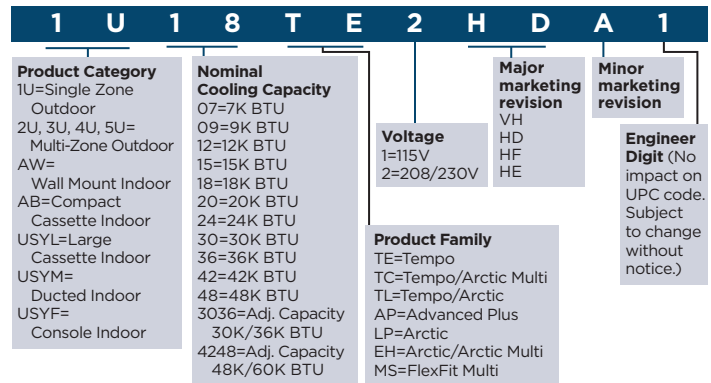 1 U 1 8 T E 2 H D A 1
Product Category
1U=Single Zone
Outdoor
2U, 3U, 4U, 5U=
Multi-Zone Outdoor
AW=
Wall Mount Indoor
AB=Compact
Cassette Indoor
USYL=Large
Cassette Indoor
USYM=
Ducted Indoor
USYF=
Console Indoor
Nominal
Cooling Capacity
07=7K BTU
09=9K BTU
12=12K BTU
15=15K BTU
18=18K BTU
20=20K BTU
24=24K BTU
30=30K BTU
36=36K BTU
42=42K BTU
48=48K BTU
3036=Adj. Capacity
30K/36K BTU
4248=Adj. Capacity
48K/60K BTU
Product Family
TE=Tempo
TC=Tempo/Arctic Multi
TL=Tempo/Arctic
AP=Advanced Plus
LP=Arctic
EH=Arctic/Arctic Multi
MS=FlexFit Multi
Voltage
1=115V
2=208/230V
Major
marketing
revision
VH
HD
HF
HE
Minor
marketing
revision
Engineer
Digit (No
impact on
UPC code.
Subject
to change
without
notice.)